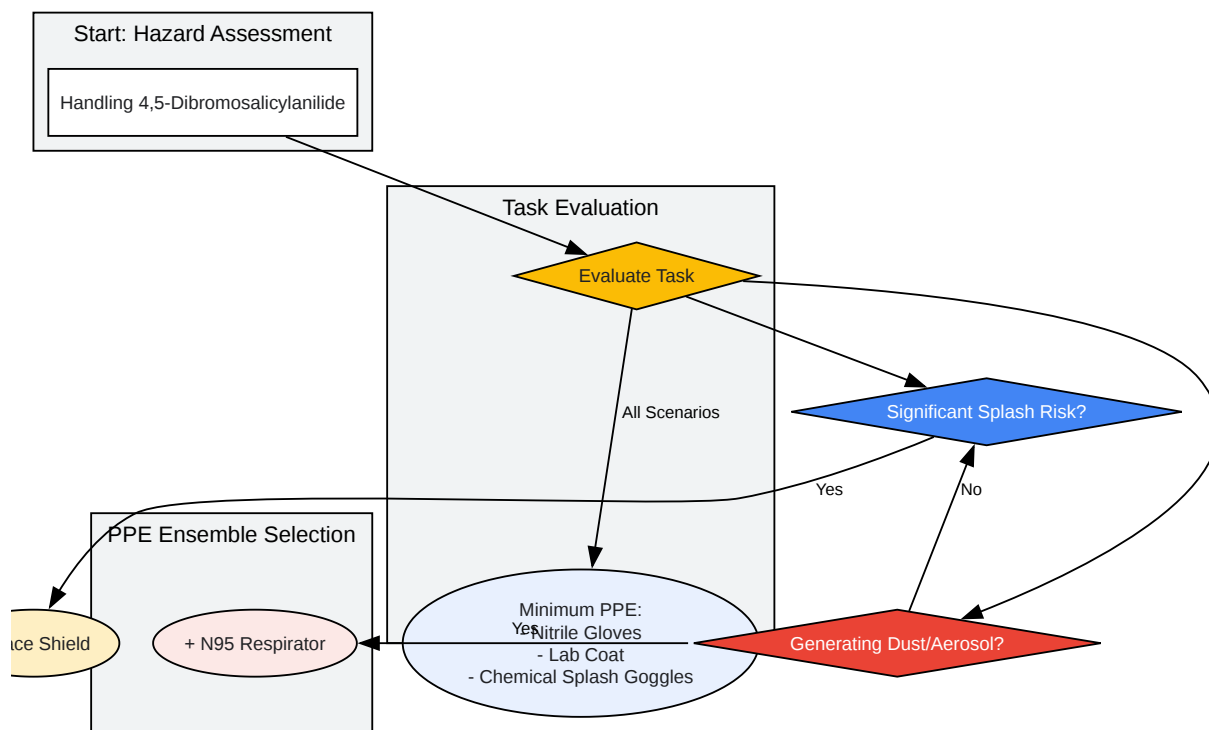 Start: Hazard Assessment
Handling 4,5-Dibromosalicylanilide
Task Evaluation
Evaluate Task
All Scenarios
Significant Splash Risk?
Yes
No
PPE Ensemble Selection
Shield
+ N95 Respirator
Minimum PPE:
Yes
- Nitrile Gloves
- Lab Coat
- Chemical Splash Goggles
Generating Dust/Aerosol?